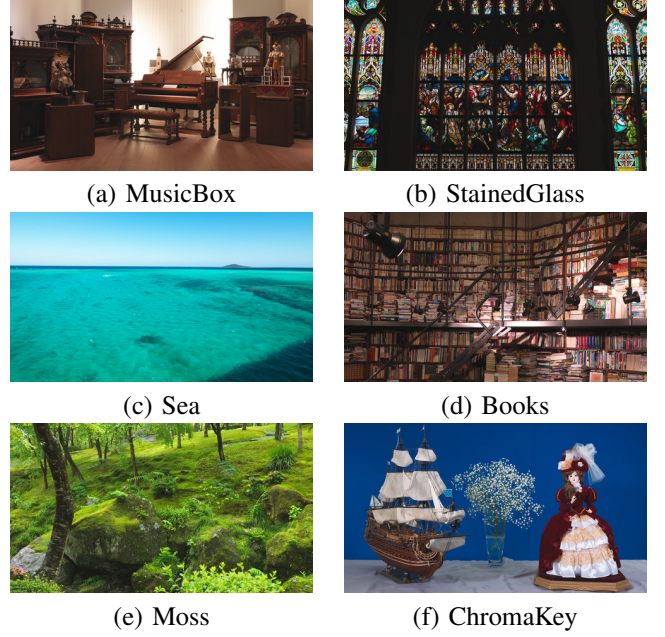 (a) MusicBox
(b) StainedGlass
(c) Sea
(d) Books
(e) Moss
(f) ChromaKey